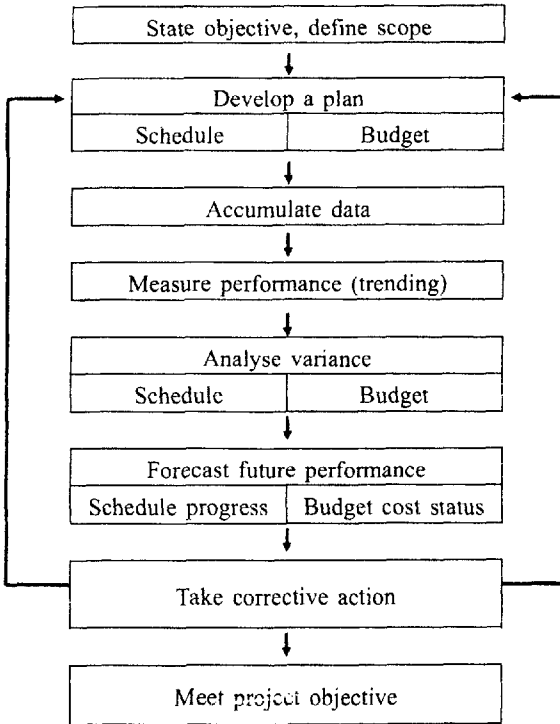 State objective, define scope
Develop a plan
Schedule Budget
Accumulate data
Measure performance (trending)
Analyse variance
Schedule Budget
Forecast future performance
Schedule progress Budget cost status
Take corrective action
Meet project objective